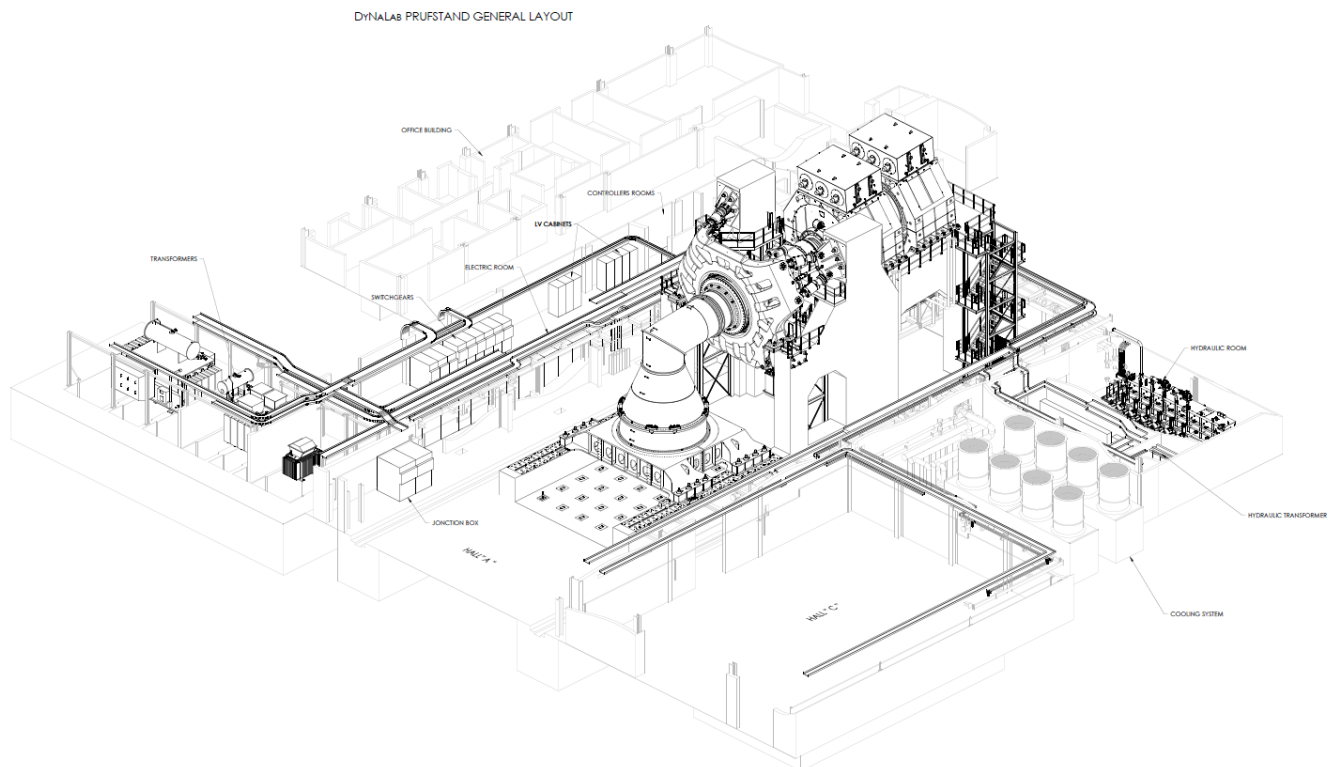 DYNALAB PRUFSTAND GENERAL LAYOUT
OFFICE BUILDING
CONTROLLERS ROOMS
LV CABINETS
TRANSFORMERS
ELECTRIC ROOM
SWITCHGEARS
HYDRAULIC ROOM
JONCTION BOX
HYDRAULIC TRANSFORMER
HALL "A"
HALL "C"
COOLING SYSTEM